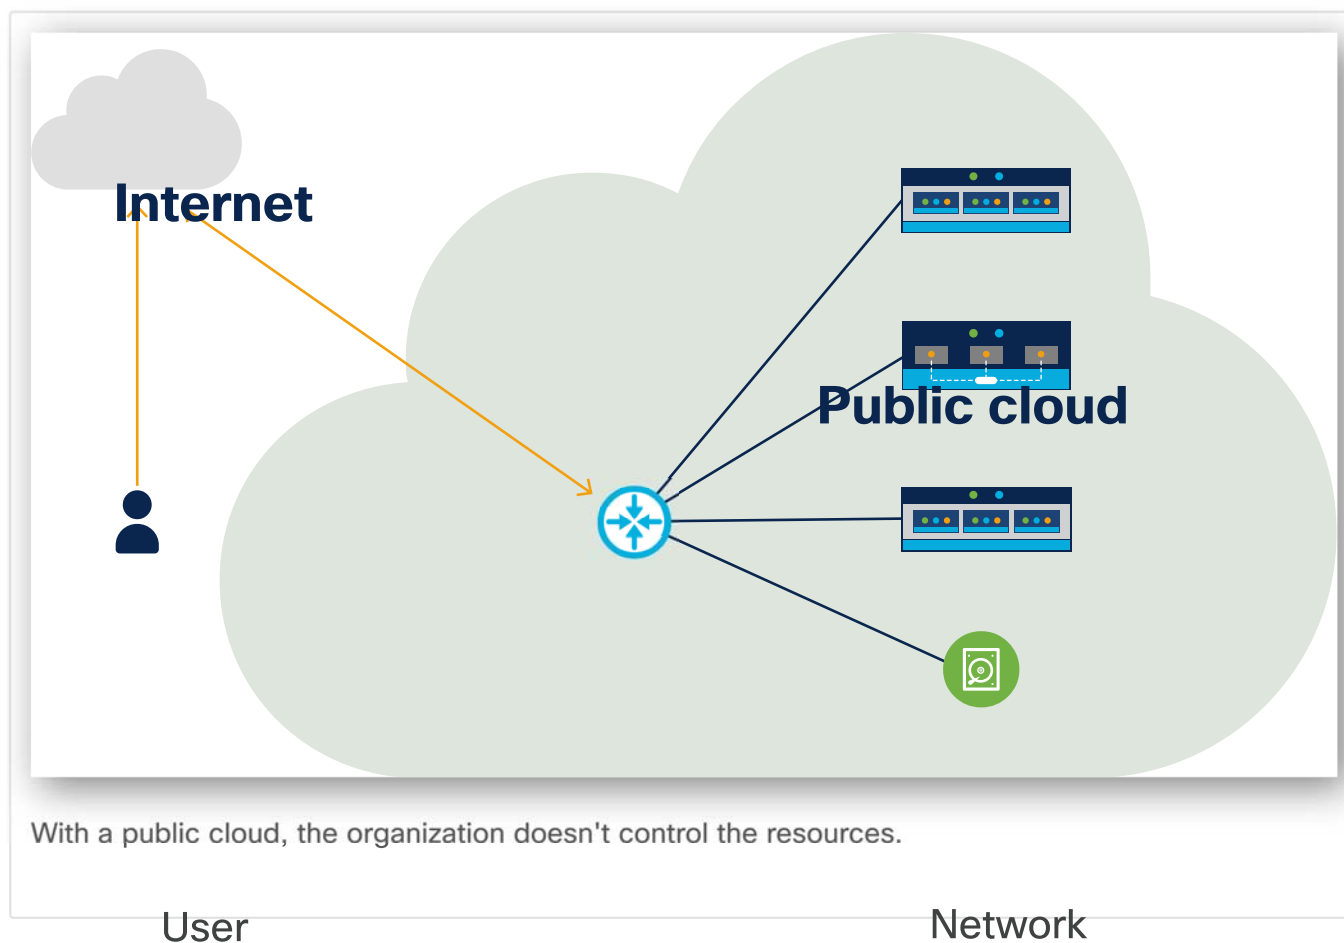 Internet
Public cloud
With a public cloud, the organization doesn't control the resources.
User
Network